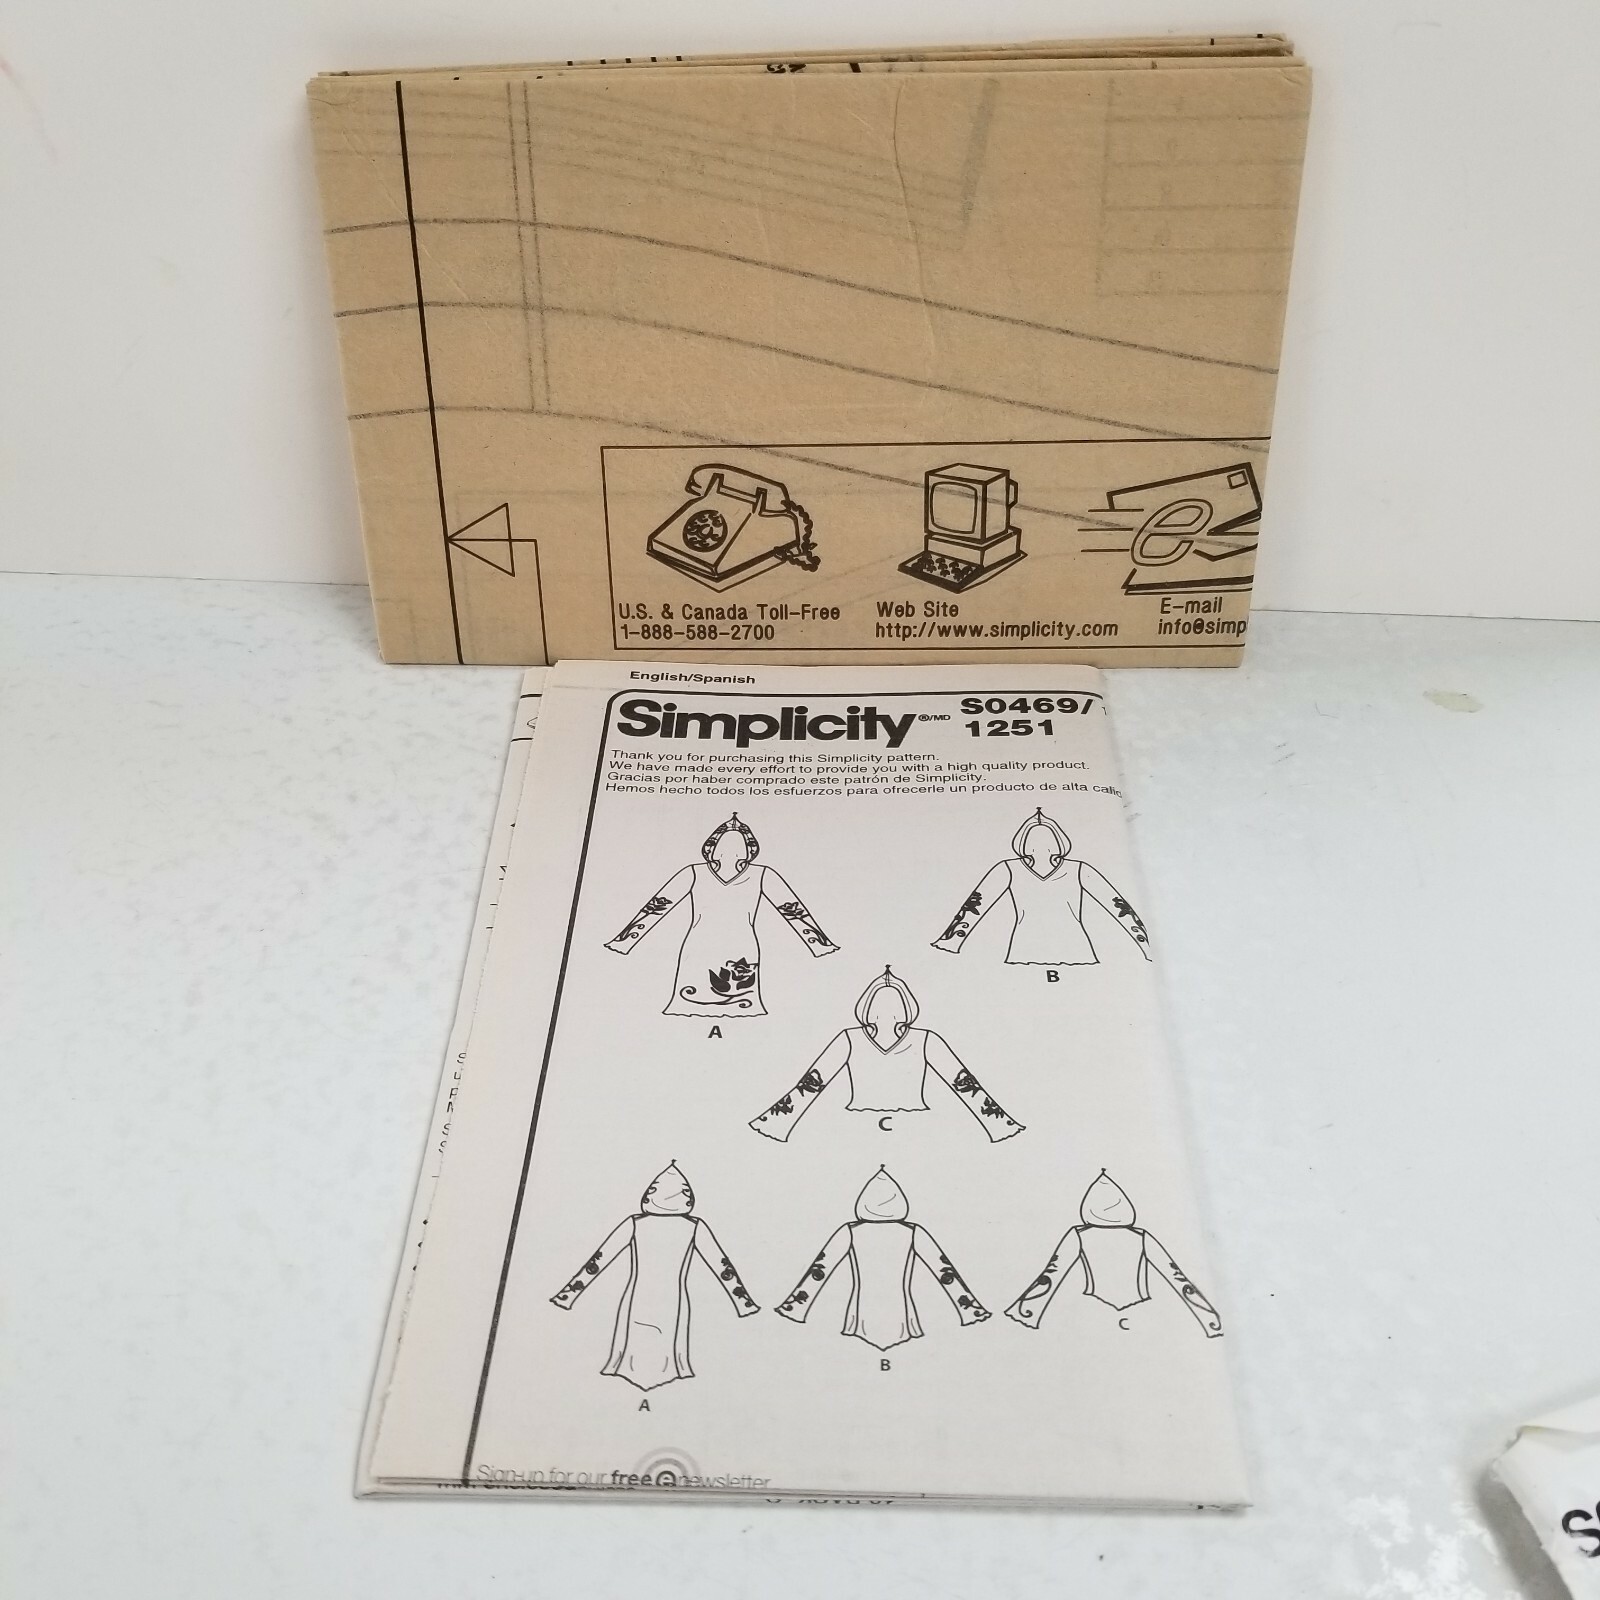 U.S. & Canada Toll-Free
1-888-588-2700
Web Site
http://www.simplicity.com
E-mail
info@simp
English/Spanish
Simplicity®/MD S0469/
1251
Thank you for purchasing this Simplicity pattern.
We have made every effort to provide you with a high quality product.
Gracias por haber comprado este patrón de Simplicity.
Hemos hecho todos los esfuerzos para ofrecerle un producto de alta calid
A
B
C
A
B
C
Sign-up for our free e newsletter